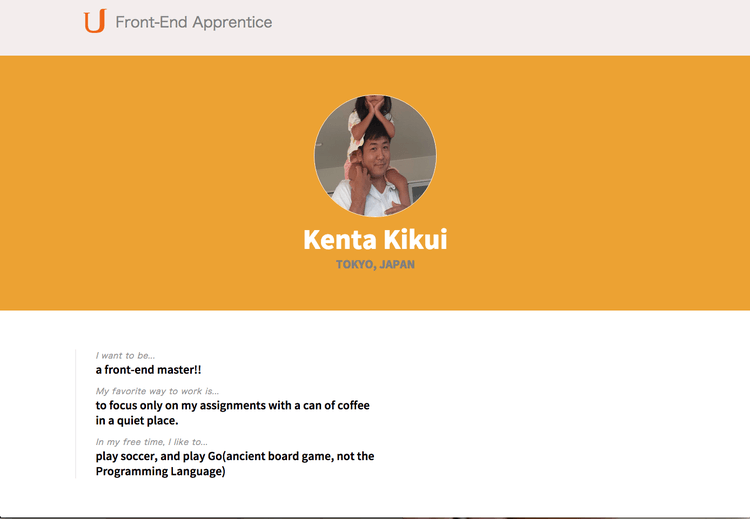 Front-End Apprentice
Kenta Kikui
TOKYO, JAPAN
I want to be...
a front-end master!!
My favorite way to work is...
to focus only on my assignments with a can of coffee
in a quiet place.
In my free time, I like to...
play soccer, and play Go(ancient board game, not the
Programming Language)